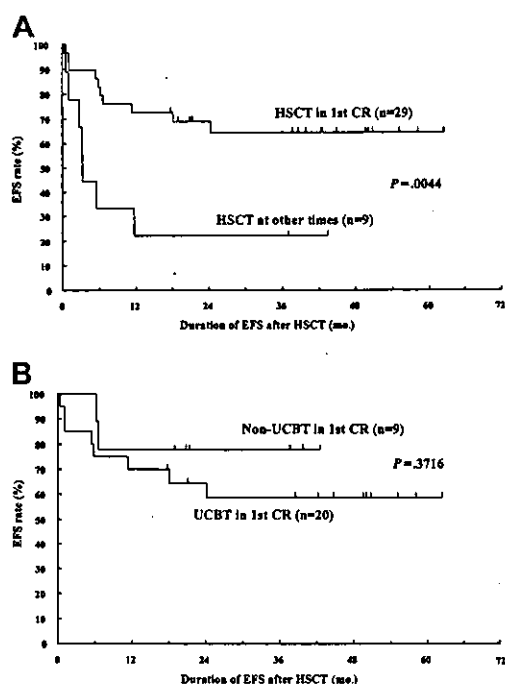 A
EFS rate (%)
100
90
80
70
60
50
40
30
20
10
0
HSCT in 1st CR (n=29)
P=.0044
HSCT at other times (n=9)
0 6 12 24 36 48 60 72
Duration of EFS after HSCT (mo.)
B
EFS rate (%)
100
90
80
70
60
50
40
30
20
10
0
Non-UCBT in 1st CR (n=9)
P=.3716
UCBT in 1st CR (n=20)
0 6 12 24 36 48 60 72
Duration of EFS after HSCT (mo.)